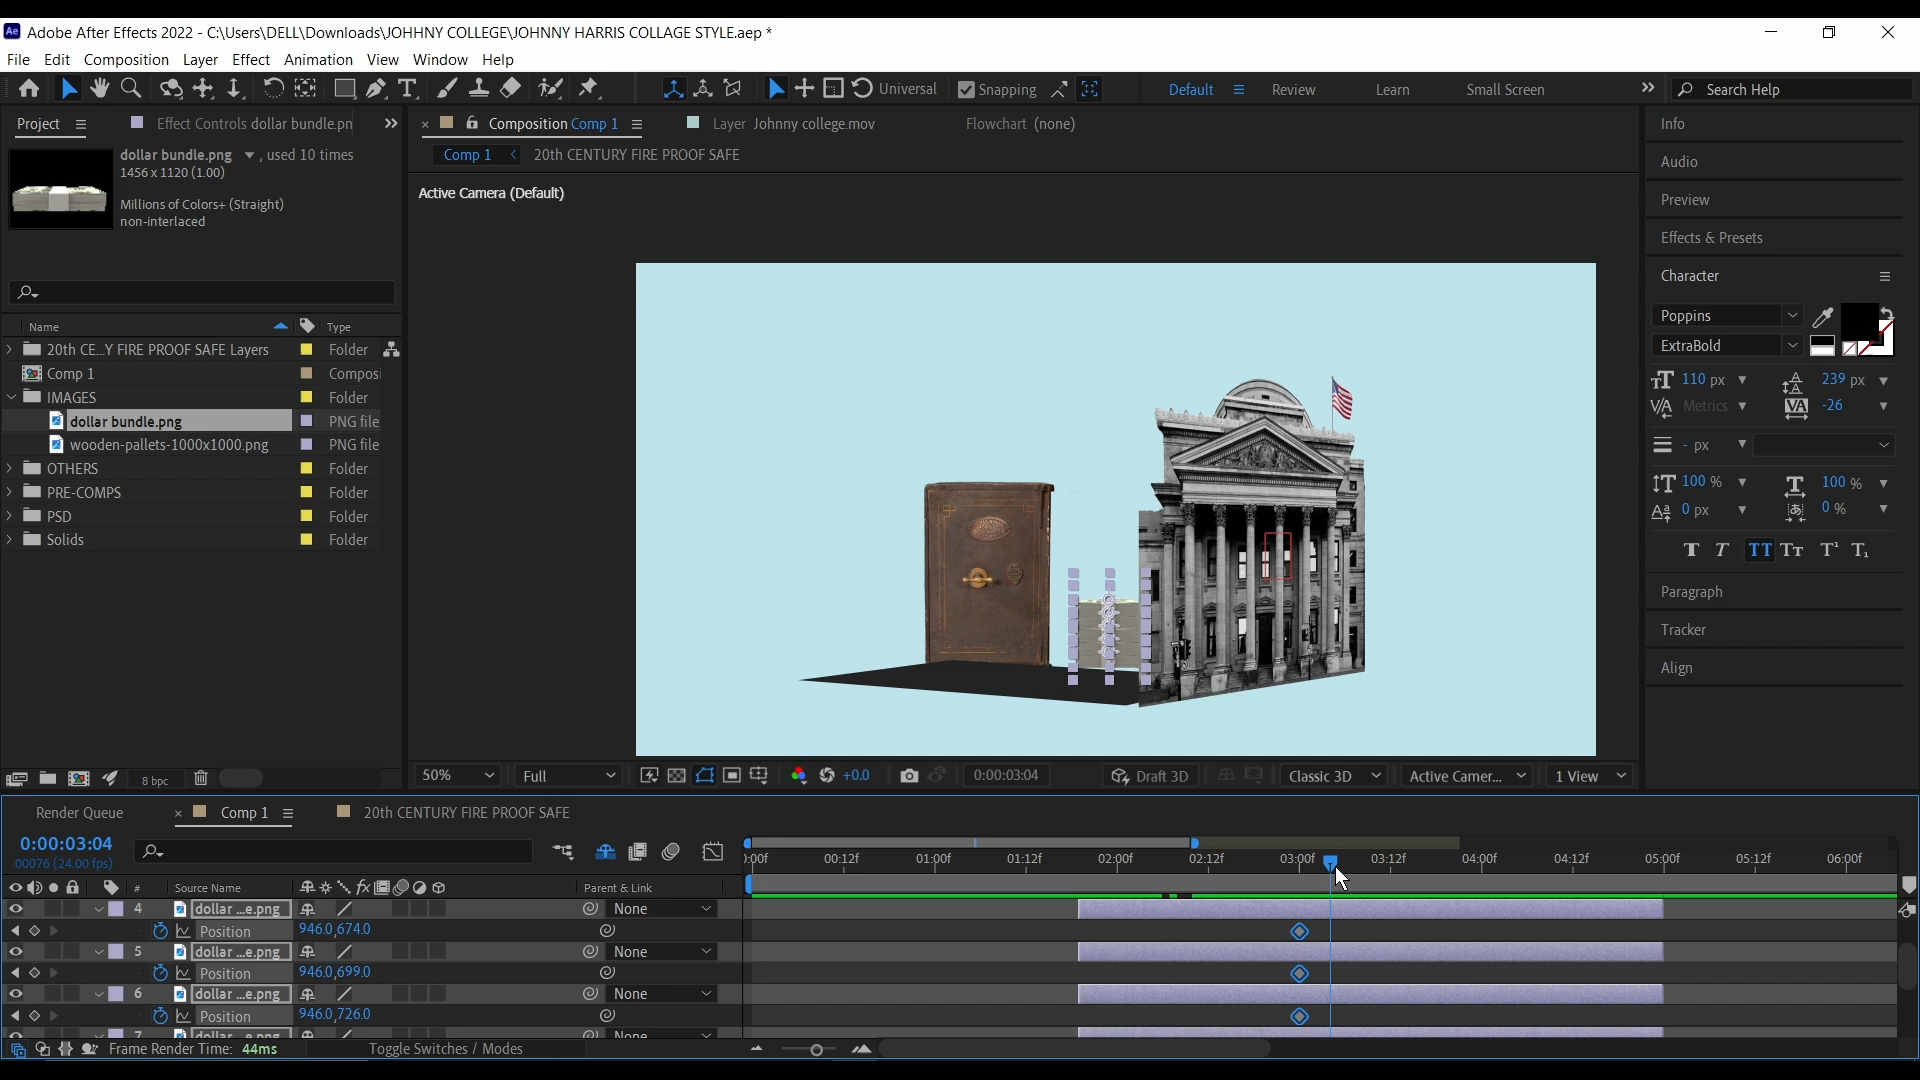 Adobe After Effects 2022 - C:\Users\DELL\Downloads\JOHHNY COLLEGE\JOHNNY HARRIS COLLAGE STYLE.aep *
File Edit Composition Layer Effect Animation View Window Help
Universal Snapping Default Review Learn Small Screen Search Help
Project Effect Controls dollar bundle.pn Composition Comp 1 Layer Johnny college.mov Flowchart (none) Info
dollar bundle.png , used 10 times Comp 1 20th CENTURY FIRE PROOF SAFE Audio
1456 x 1120 (1.00)
Millions of Colors+ (Straight) Active Camera (Default) Preview
non-interlaced
Effects & Presets
Character
Poppins
Name Type
ExtraBold
20th CE...Y FIRE PROOF SAFE Layers Folder
Comp 1 Composi
110 px 239 px
IMAGES Folder
Metrics -26
dollar bundle.png PNG file
wooden-pallets-1000x1000.png PNG file
- px
OTHERS Folder
100 % 100 %
PRE-COMPS Folder
0 px 0 %
PSD Folder
Solids Folder
T T TT Tт T¹ T₁
Paragraph
Tracker
Align
8 bpc 50% Full +0.0 0:00:03:04 Draft 3D Classic 3D Active Camer... 1 View
Render Queue Comp 1 20th CENTURY FIRE PROOF SAFE
0:00:03:04
00076 (24.00 fps)
:00f 00:12f 01:00f 01:12f 02:00f 02:12f 03:00f 03:12f 04:00f 04:12f 05:00f 05:12f 06:00f
# Source Name fx Parent & Link
4 dollar ...e.png None
Position 946.0,674.0
5 dollar ...e.png None
Position 946.0,699.0
6 dollar ...e.png None
Position 946.0,726.0
7 dollar ...e.png None
Frame Render Time: 44ms Toggle Switches / Modes